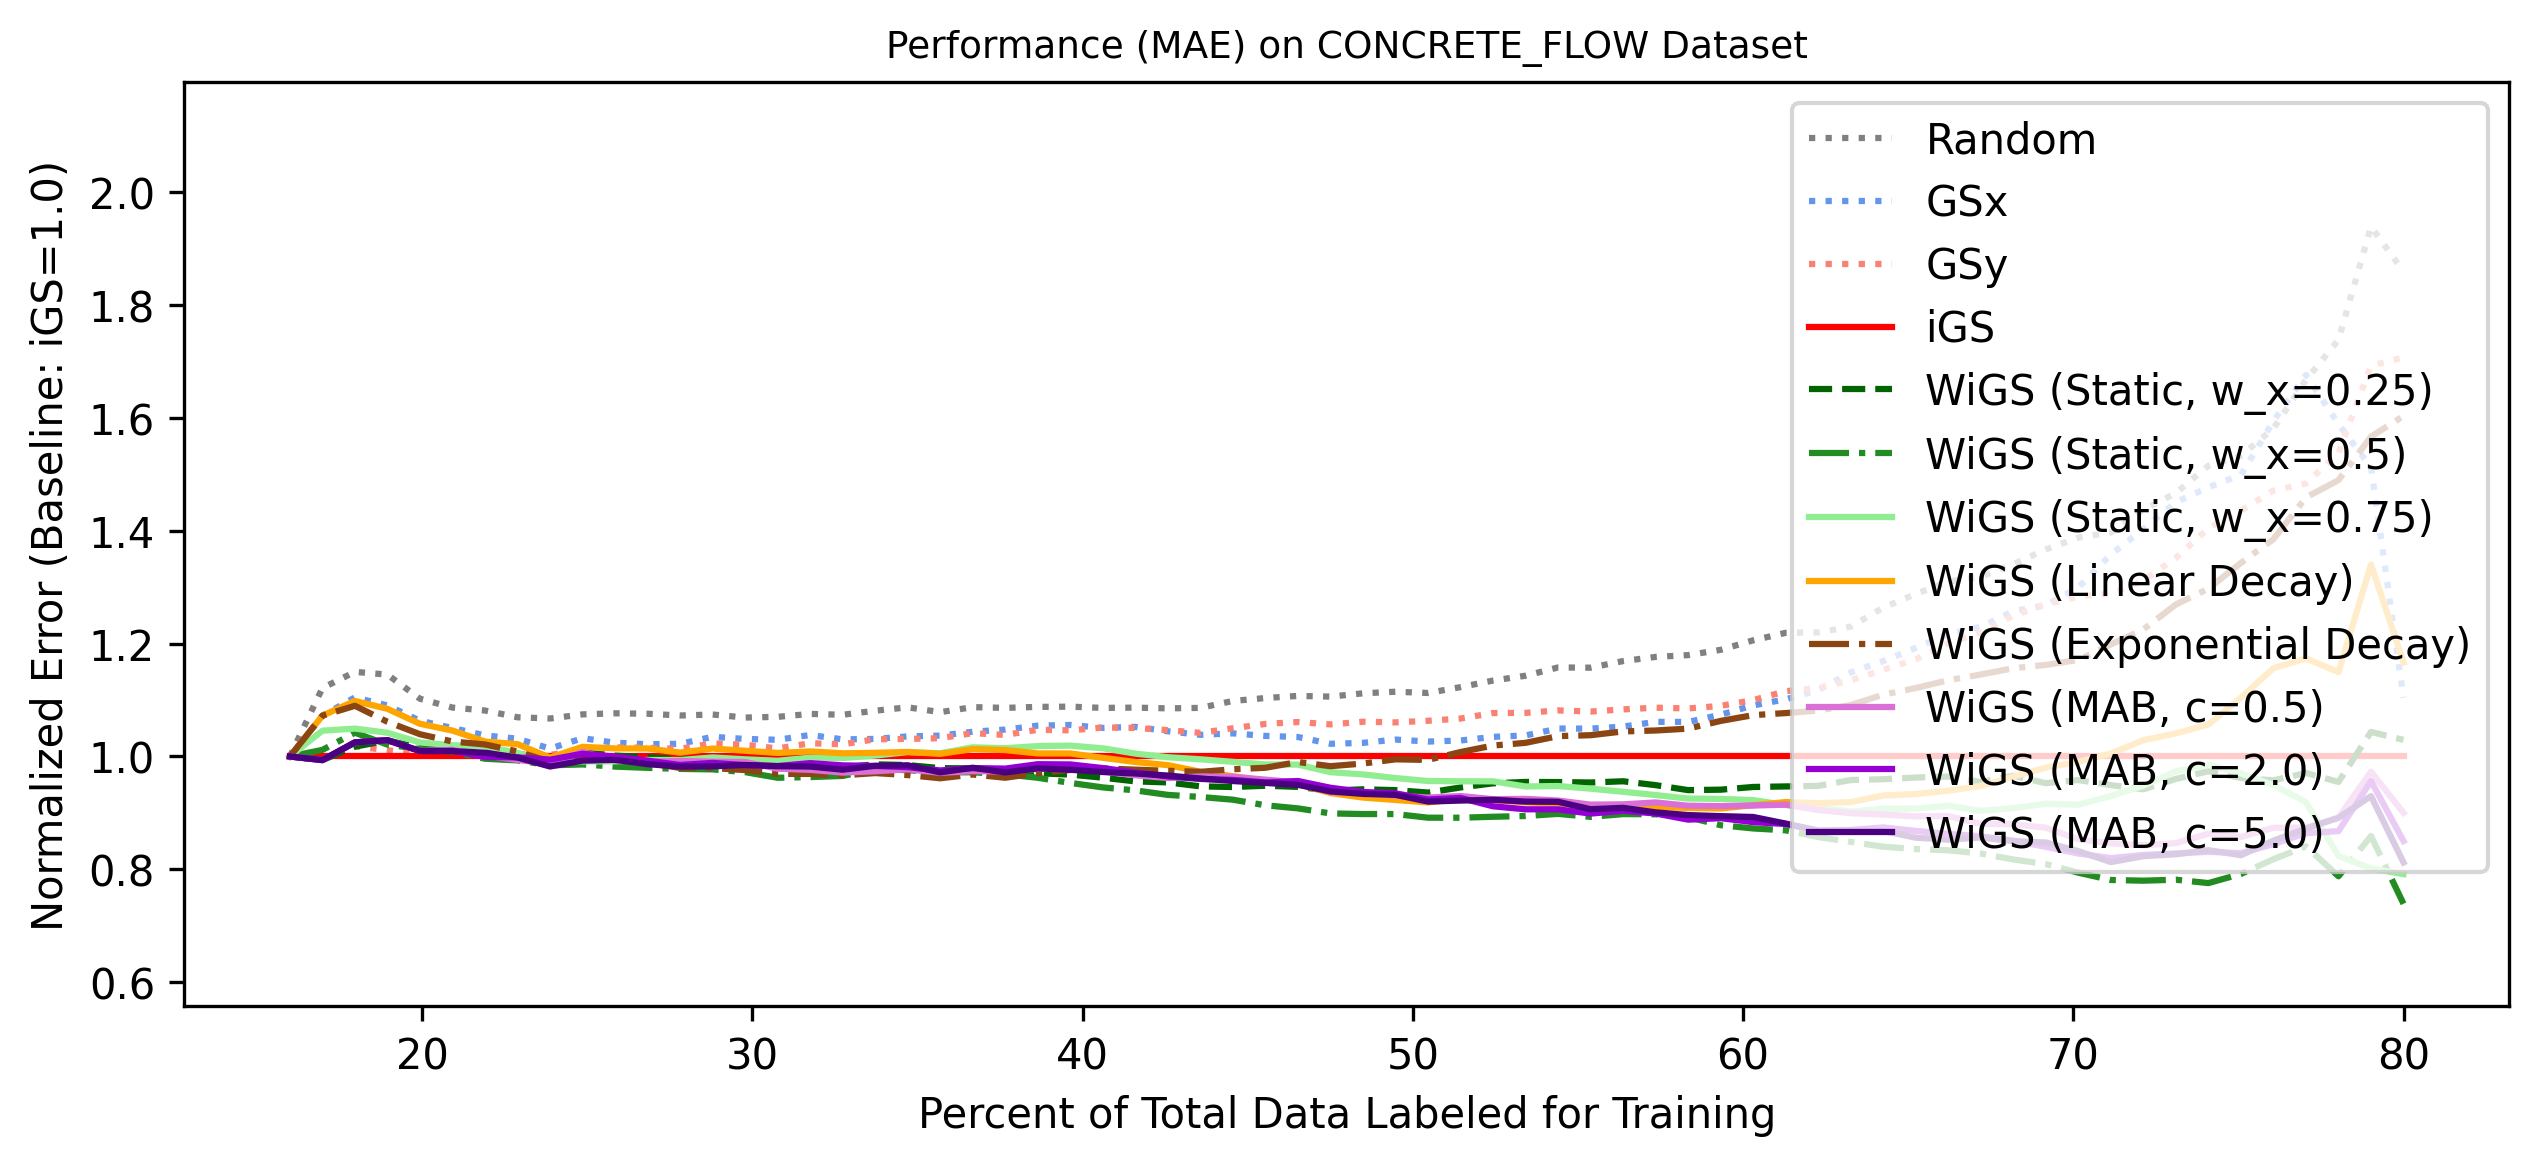 Performance (MAE) on CONCRETE_FLOW Dataset
Normalized Error (Baseline: iGS=1.0)
2.0
1.8
1.6
1.4
1.2
1.0
0.8
0.6
Random
GSx
GSy
iGS
WiGS (Static, w_x=0.25)
WiGS (Static, w_x=0.5)
WiGS (Static, w_x=0.75)
WiGS (Linear Decay)
WiGS (Exponential Decay)
WiGS (MAB, c=0.5)
WiGS (MAB, c=2.0)
WiGS (MAB, c=5.0)
20 30 40 50 60 70 80
Percent of Total Data Labeled for Training